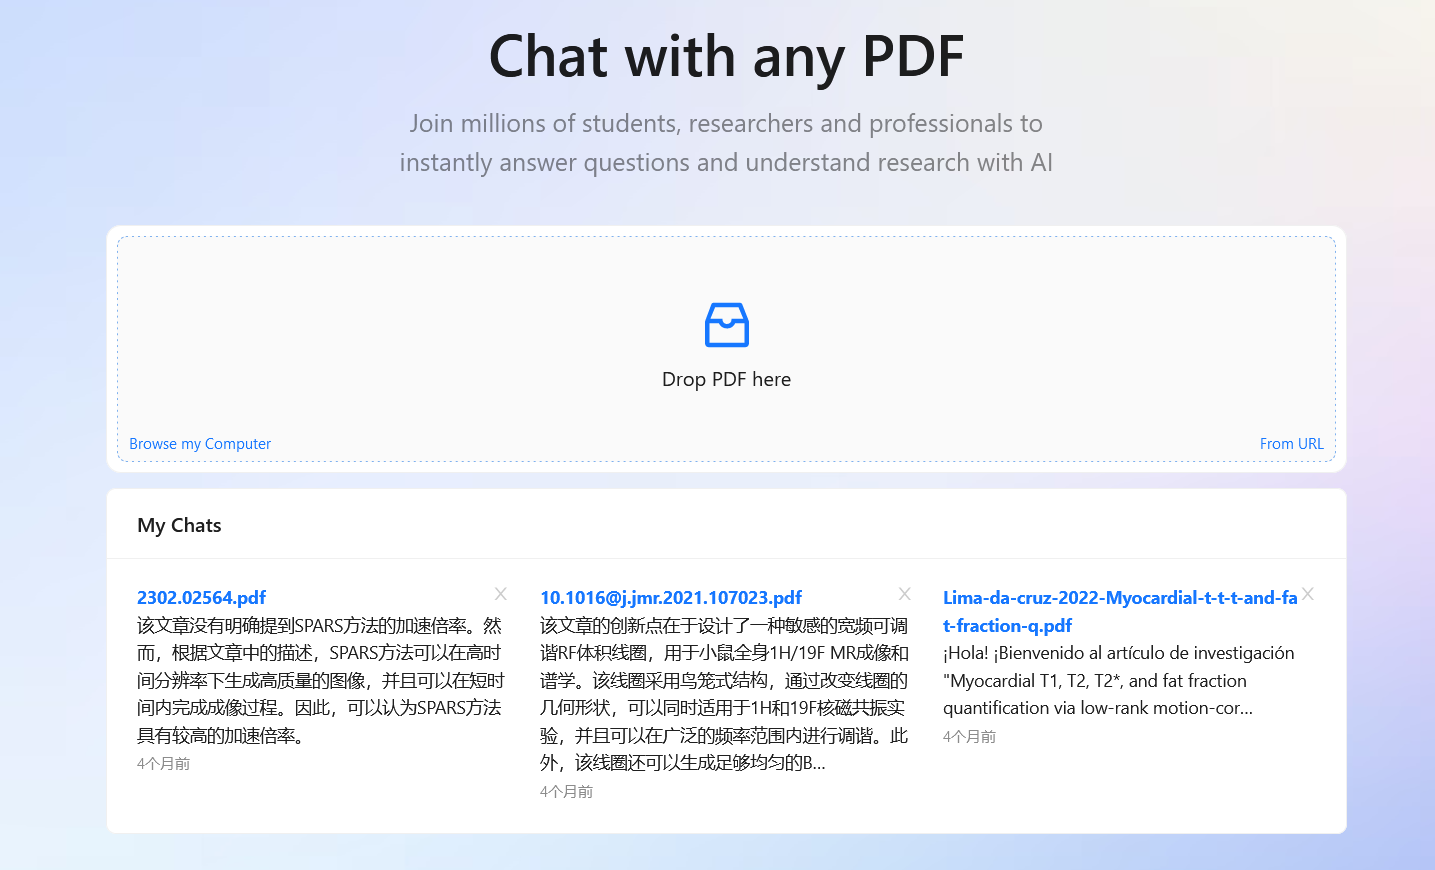 Chat with any PDF
Join millions of students, researchers and professionals to
instantly answer questions and understand research with AI
Drop PDF here
Browse my Computer
From URL
My Chats
2302.02564.pdf
该文章没有明确提到SPARS方法的加速倍率。然
而，根据文章中的描述，SPARS方法可以在高时
间分辨率下生成高质量的图像，并且可以在短时
间内完成成像过程。因此，可以认为SPARS方法
具有较高的加速倍率。
4个月前
10.1016@j.jmr.2021.107023.pdf
该文章的创新点在于设计了一种敏感的宽频可调
谐RF体积线圈，用于小鼠全身1H/19F MR成像和
谱学。该线圈采用鸟笼式结构，通过改变线圈的
几何形状，可以同时适用于1H和19F核磁共振实
验，并且可以在广泛的频率范围内进行调谐。此
外，该线圈还可以生成足够均匀的B...
4个月前
Lima-da-cruz-2022-Myocardial-t-t-t-and-fa
t-fraction-q.pdf
¡Hola! ¡Bienvenido al artículo de investigación
"Myocardial T1, T2, T2*, and fat fraction
quantification via low-rank motion-cor...
4个月前